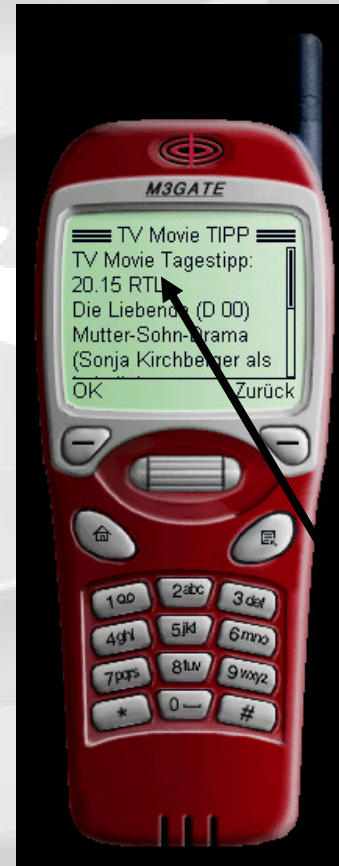 M3GATE
TV Movie TIPP
TV Movie Tagestipp:
20.15 RTL
Die Liebende (D 00)
Mutter-Sohn-Drama
(Sonja Kirchberger als
OK Zurück
1 2abc 3def
4ghi 5jkl 6mno
7pqrs 8tuv 9wxyz
* 0 #